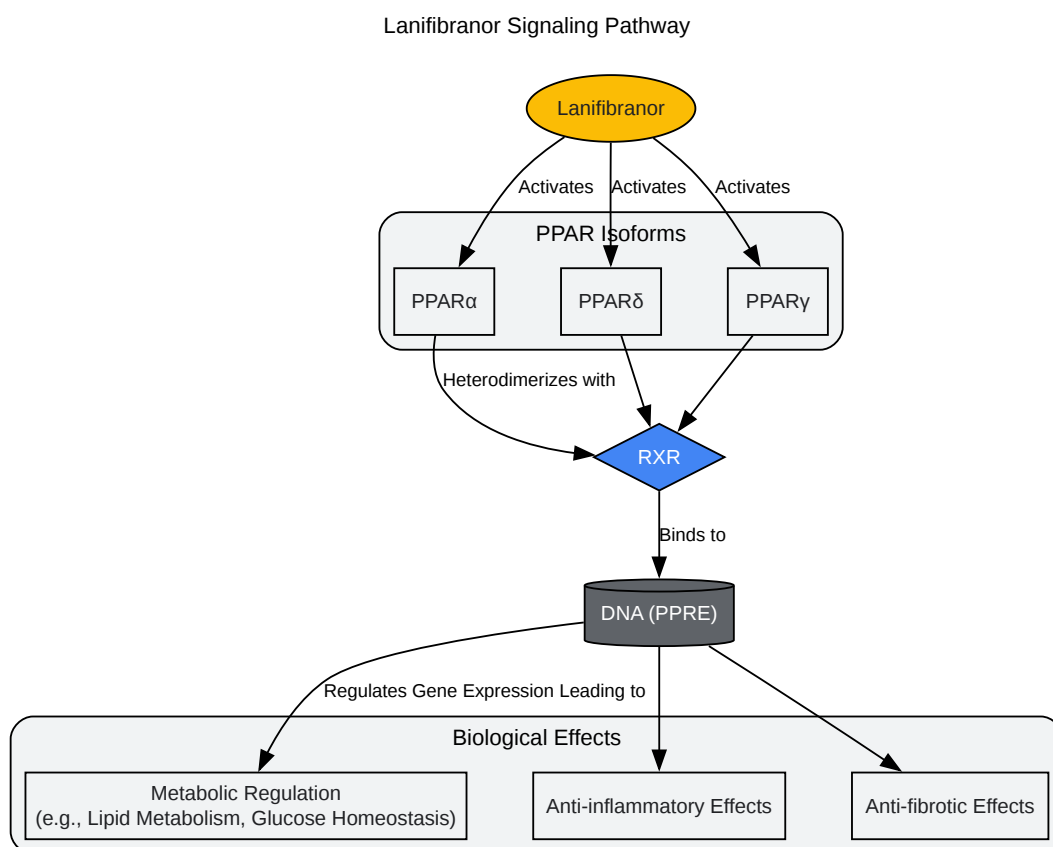 Lanifibranor Signaling Pathway
Lanifibranor
Activates
Activates
Activates
PPAR Isoforms
PPARα
PPARδ
PPARγ
Heterodimerizes with
RXR
Binds to
DNA (PPRE)
Regulates Gene Expression Leading to
Biological Effects
Metabolic Regulation
(e.g., Lipid Metabolism, Glucose Homeostasis)
Anti-inflammatory Effects
Anti-fibrotic Effects